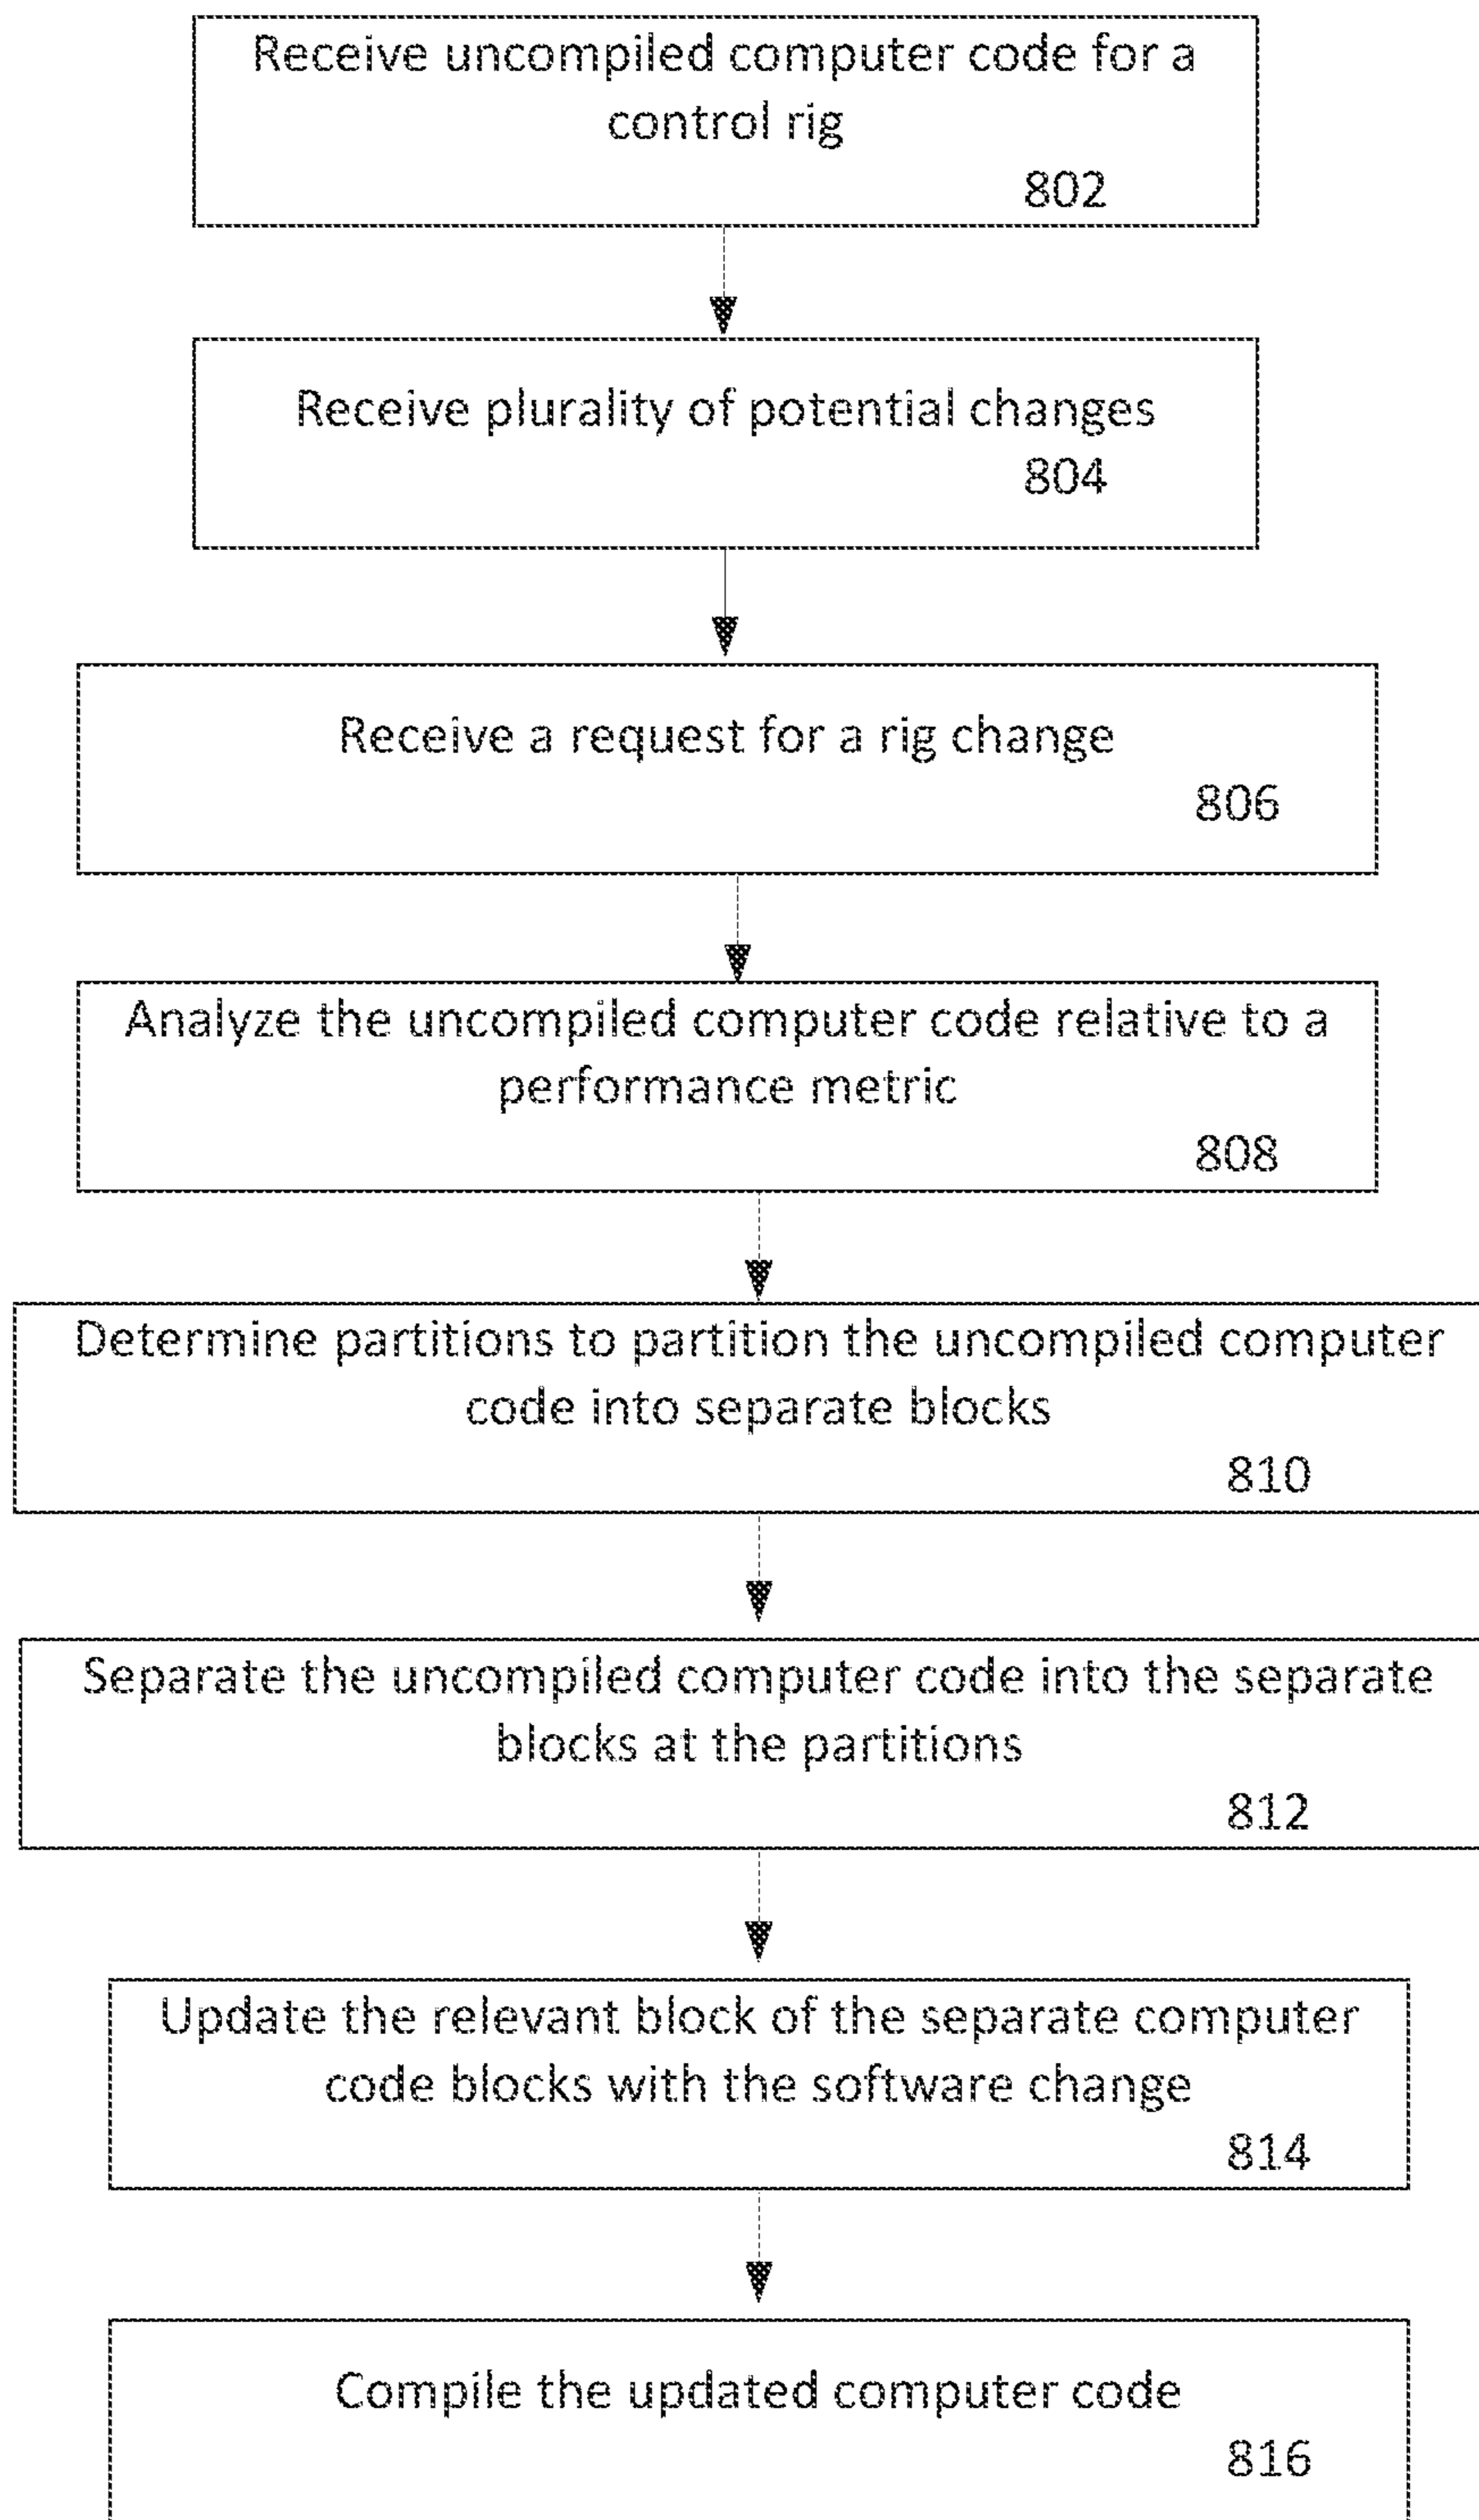 Receive uncompiled computer code for a
control rig
802
Receive plurality of potential changes
804
Receive a request for a rig change
806
Analyze the uncompiled computer code relative to a
performance metric
808
Determine partitions to partition the uncompiled computer
code into separate blocks
810
Separate the uncompiled computer code into the separate
blocks at the partitions
812
Update the relevant block of the separate computer
code blocks with the software change
814
Compile the updated computer code
816